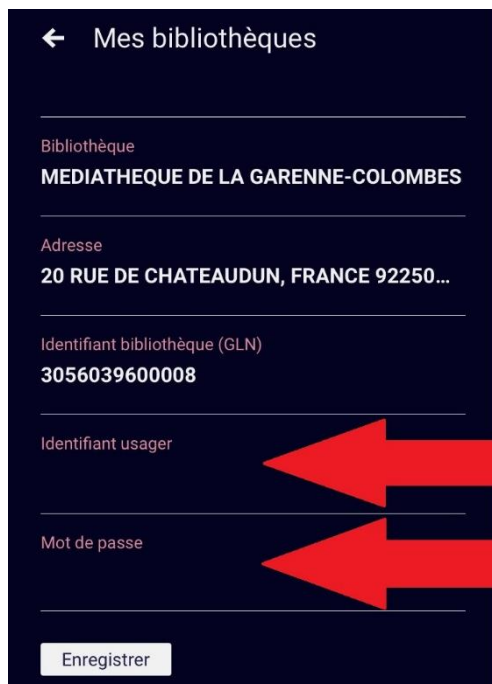 Mes bibliothèques
Bibliothèque
MEDIATHEQUE DE LA GARENNE-COLOMBES
Adresse
20 RUE DE CHATEAUDUN, FRANCE 92250...
Identifiant bibliothèque (GLN)
3056039600008
Identifiant usager
Mot de passe
Enregistrer